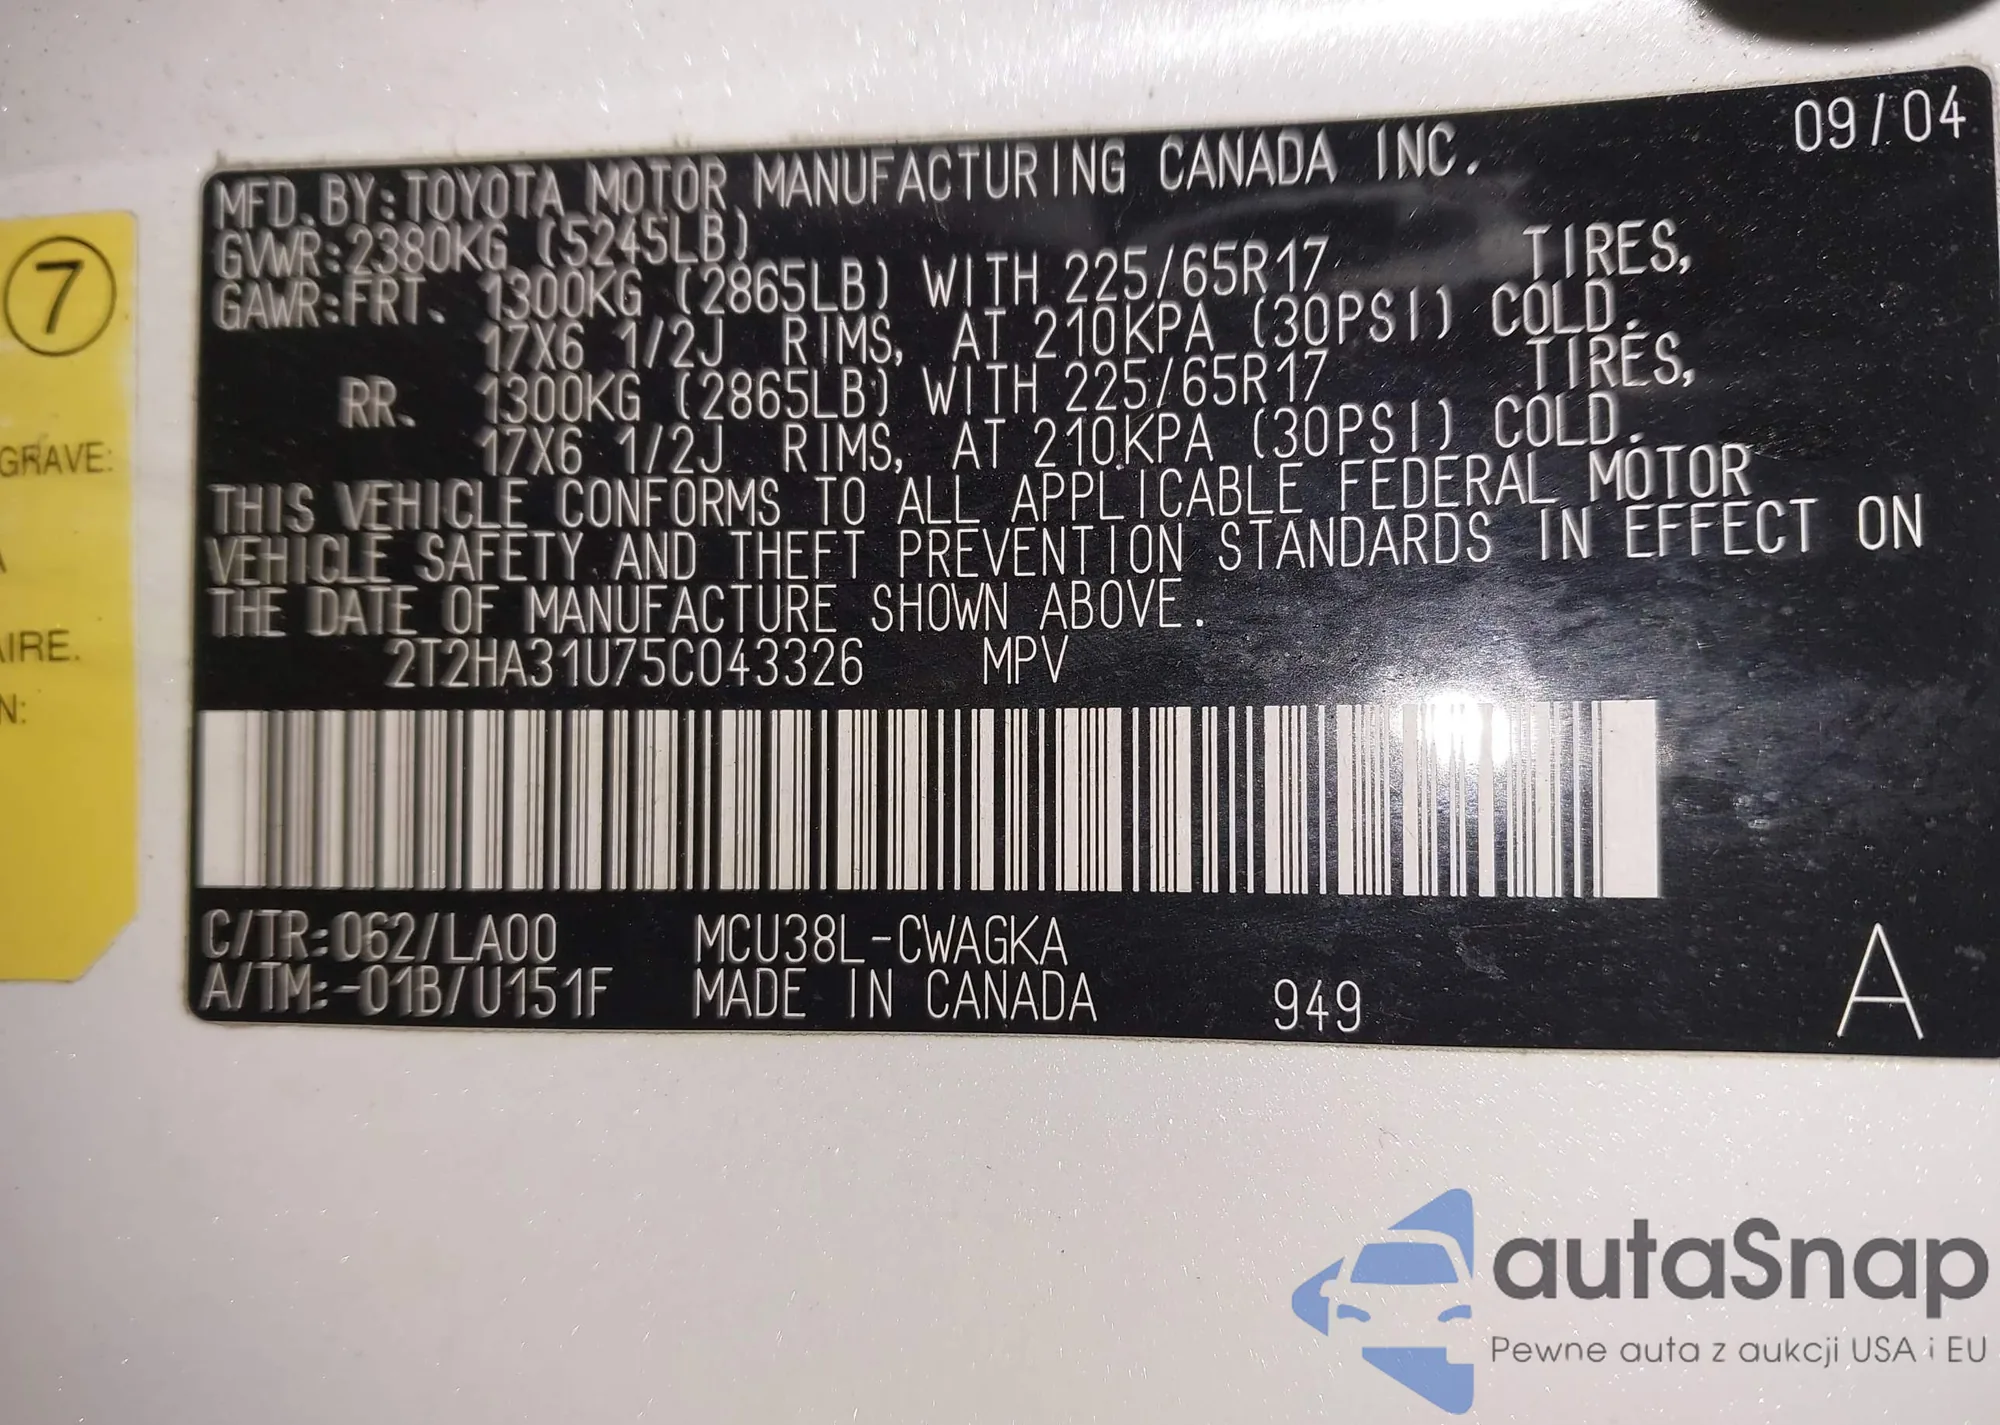 09/04
MFD. BY: TOYOTA MOTOR MANUFACTURING CANADA INC.
GVWR: 2380KG (5245LB)
GAWR: FRT. 1300KG (2865LB) WITH 225/65R17 TIRES,
17X6 1/2J RIMS, AT 210KPA (30PSI) COLD.
RR. 1300KG (2865LB) WITH 225/65R17 TIRES,
17X6 1/2J RIMS, AT 210KPA (30PSI) COLD.
THIS VEHICLE CONFORMS TO ALL APPLICABLE FEDERAL MOTOR
VEHICLE SAFETY AND THEFT PREVENTION STANDARDS IN EFFECT ON
THE DATE OF MANUFACTURE SHOWN ABOVE.
2T2HA31U75C043326 MPV
C/TR: 062/LA00 MCU38L-CWAGKA
A/TM: -01B/U151F MADE IN CANADA 949 A
7
GRAVE:
AIRE.
N:
autaSnap
Pewne auta z aukcji USA i EU